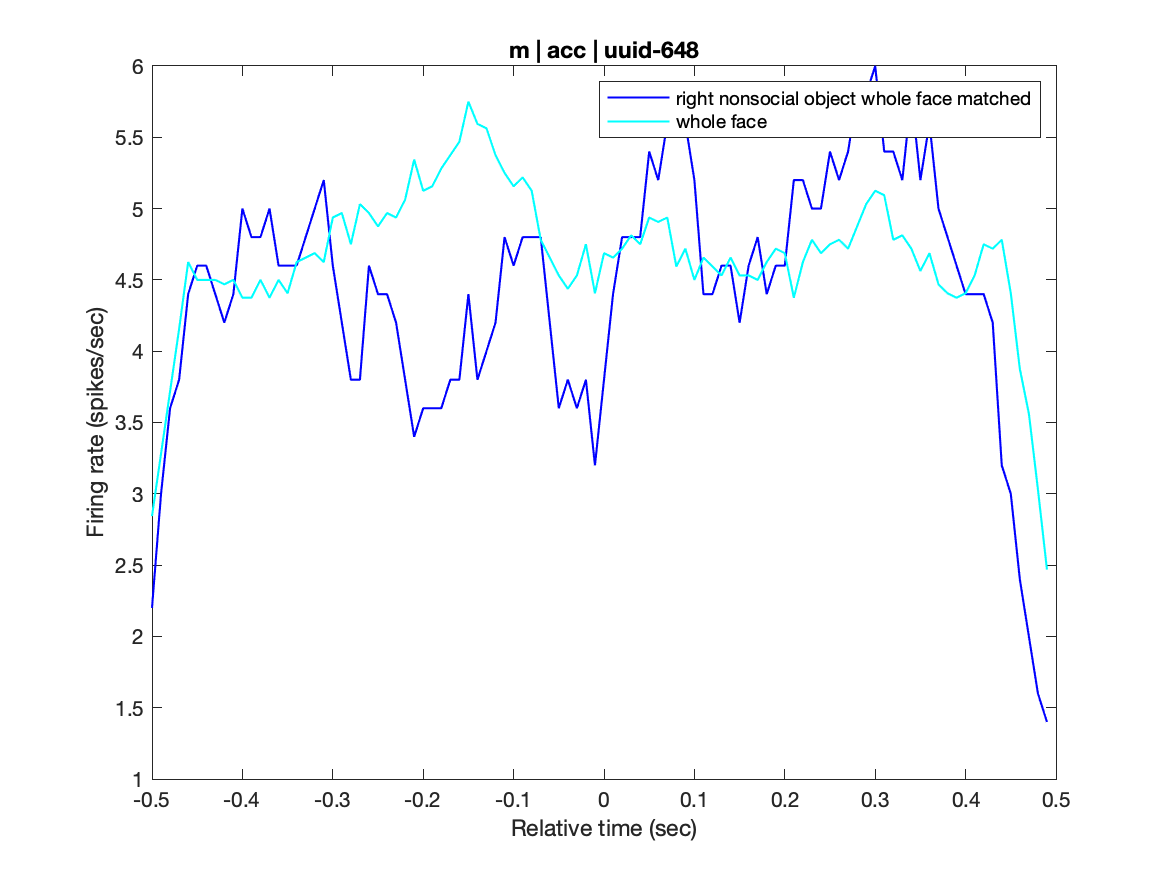 m | acc | uuid-648
right nonsocial object whole face matched
whole face
6
5.5
5
4.5
4
3.5
3
2.5
2
1.5
1
Firing rate (spikes/sec)
-0.5 -0.4 -0.3 -0.2 -0.1 0 0.1 0.2 0.3 0.4 0.5
Relative time (sec)